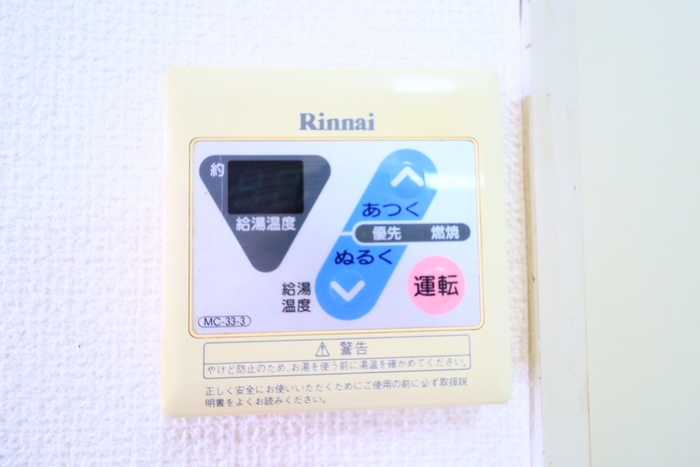 Rinnai
約
給湯温度
あつく
優先 燃焼
ぬるく
給湯
温度
運転
MC-33-3
警告
やけど防止のため、お湯を使う前に湯温を確かめてください。
正しく安全にお使いいただくためにご使用の前に必ず取扱説
明書をよくお読みください。